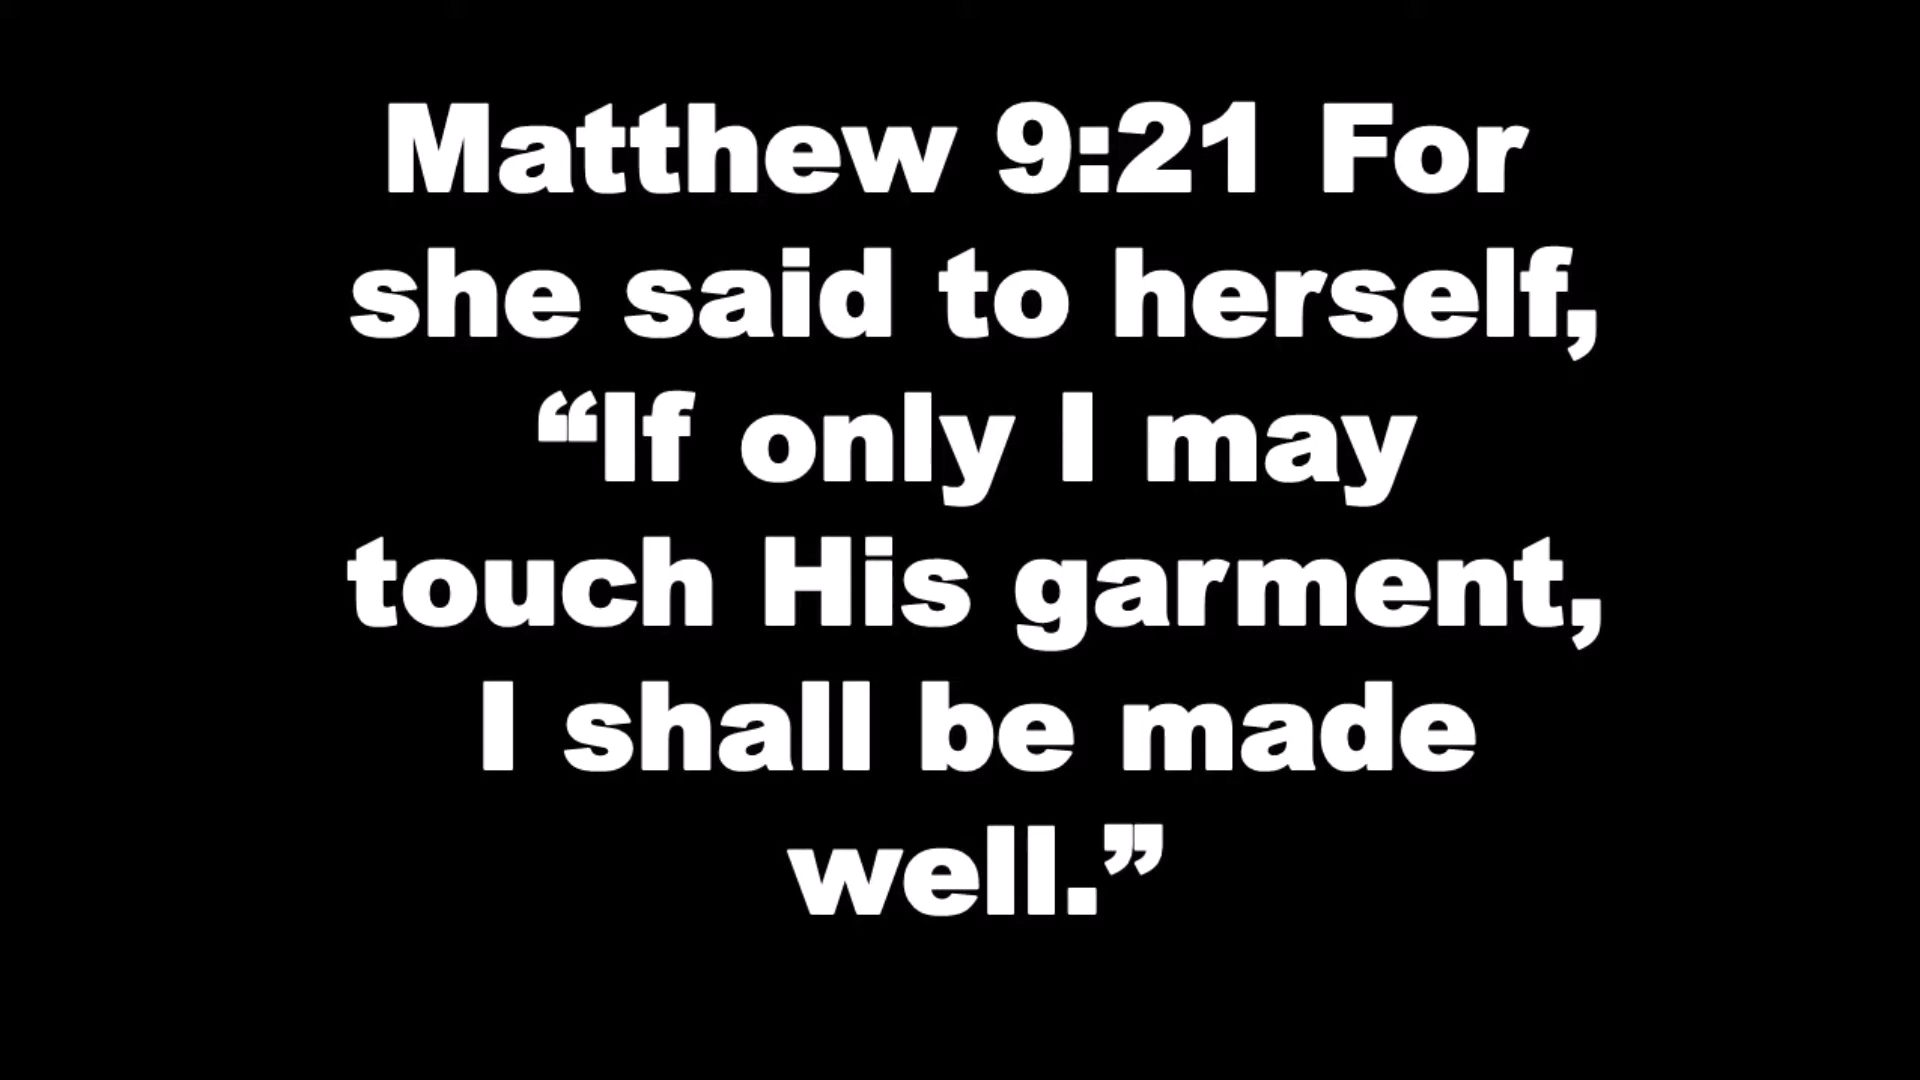 Matthew 9:21 For
she said to herself,
“If only I may
touch His garment,
I shall be made
well.”